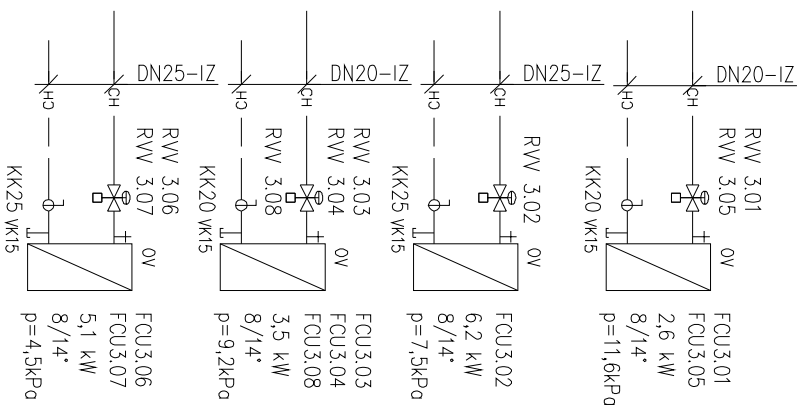 DN25-IZ
CH
CH
RVV 3.06
RVV 3.07
KK25
VK15
OV
FCU3.06
FCU3.07
5,1 kW
8/14°
p=4,5kPa
DN20-IZ
CH
CH
RVV 3.03
RVV 3.04
RVV 3.08
KK20
VK15
OV
FCU3.03
FCU3.04
FCU3.08
3,5 kW
8/14°
p=9,2kPa
DN25-IZ
CH
CH
RVV 3.02
KK25
VK15
OV
FCU3.02
6,2 kW
8/14°
p=7,5kPa
DN20-IZ
CH
CH
RVV 3.01
RVV 3.05
KK20
VK15
OV
FCU3.01
FCU3.05
2,6 kW
8/14°
p=11,6kPa